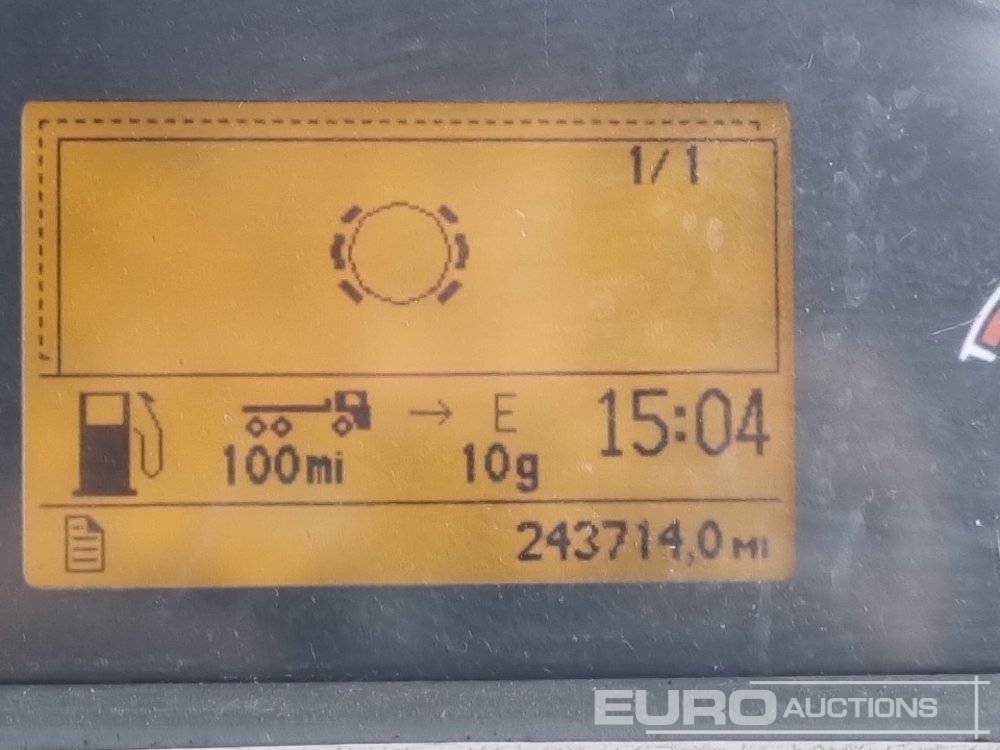 1/1
E 15:04
100mi 10g
243714,0 MI
EURO AUCTIONS